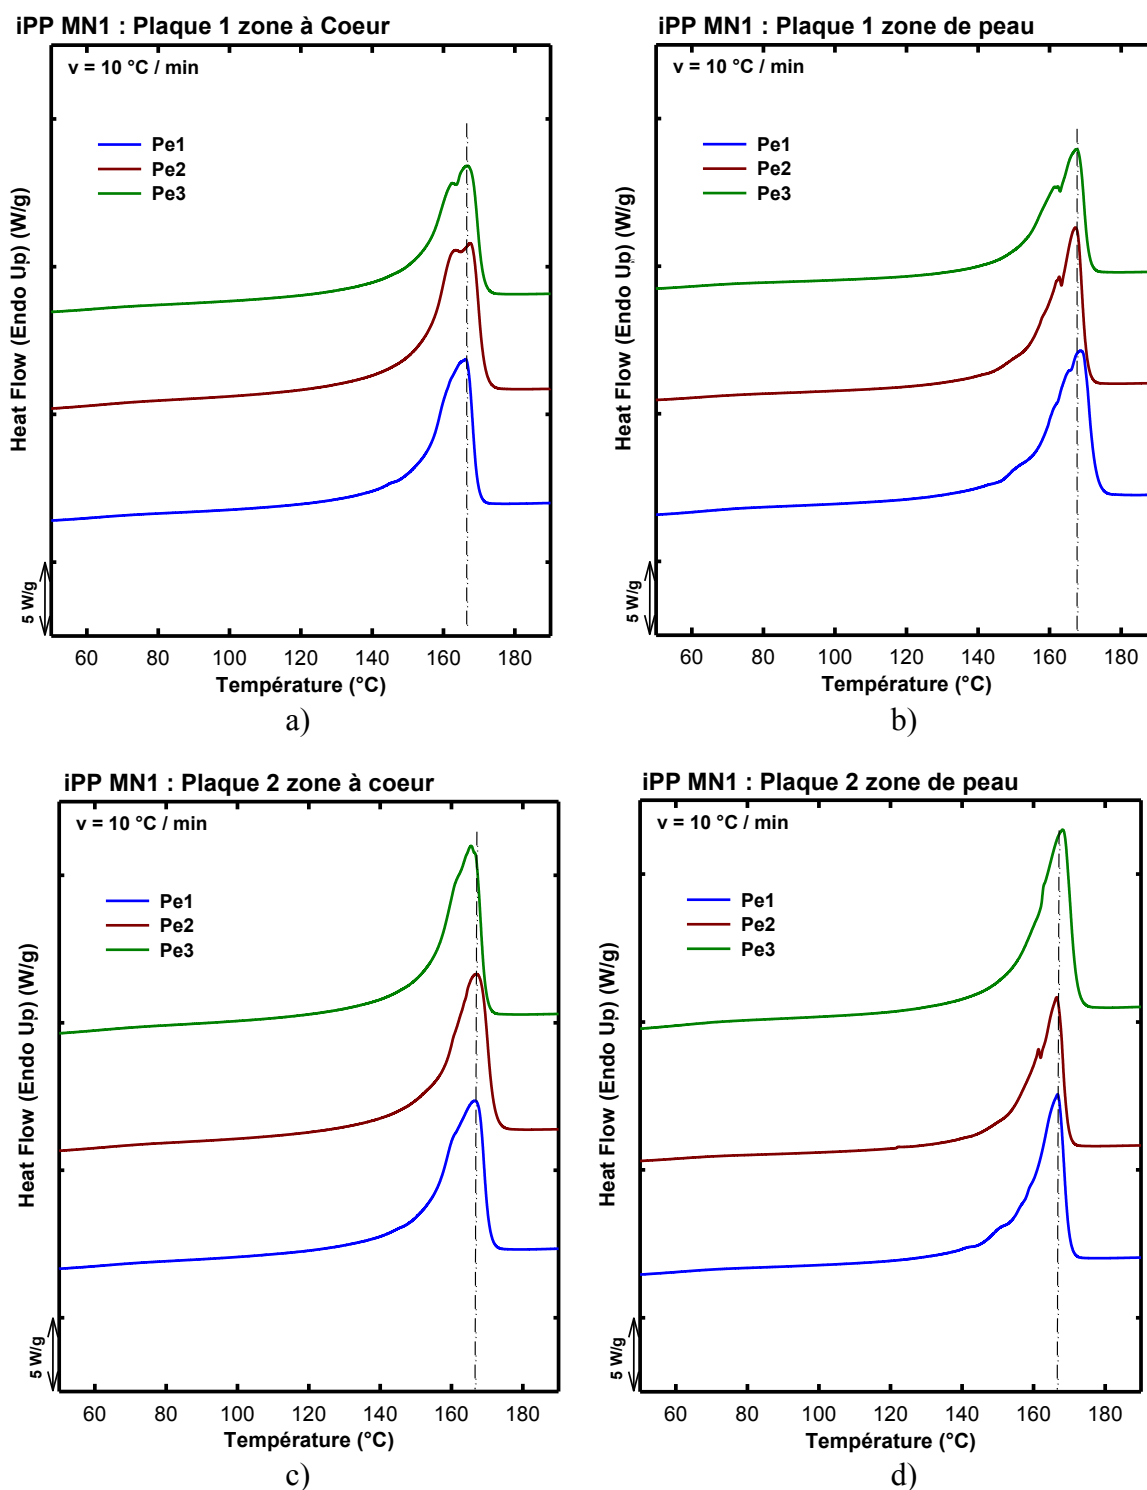 iPP MN1 : Plaque 1 zone à Coeur
v = 10 °C / min
Pe1
Pe2
Pe3
Heat Flow (Endo Up) (W/g)
5 W/g
60 80 100 120 140 160 180
Température (°C)
a)
iPP MN1 : Plaque 1 zone de peau
v = 10 °C / min
Pe1
Pe2
Pe3
Heat Flow (Endo Up) (W/g)
5 W/g
60 80 100 120 140 160 180
Température (°C)
b)
iPP MN1 : Plaque 2 zone à coeur
v = 10 °C / min
Pe1
Pe2
Pe3
Heat Flow (Endo Up) (W/g)
5 W/g
60 80 100 120 140 160 180
Température (°C)
c)
iPP MN1 : Plaque 2 zone de peau
v = 10 °C / min
Pe1
Pe2
Pe3
Heat Flow (Endo Up) (W/g)
5 W/g
60 80 100 120 140 160 180
Température (°C)
d)